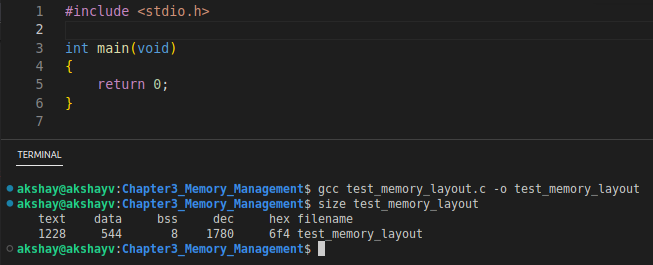 1 #include <stdio.h>
2
3 int main(void)
4 {
5     return 0;
6 }
7
TERMINAL
akshay@akshayv:Chapter3_Memory_Management$ gcc test_memory_layout.c -o test_memory_layout
akshay@akshayv:Chapter3_Memory_Management$ size test_memory_layout
   text    data     bss     dec     hex filename
   1228     544       8    1780     6f4 test_memory_layout
akshay@akshayv:Chapter3_Memory_Management$